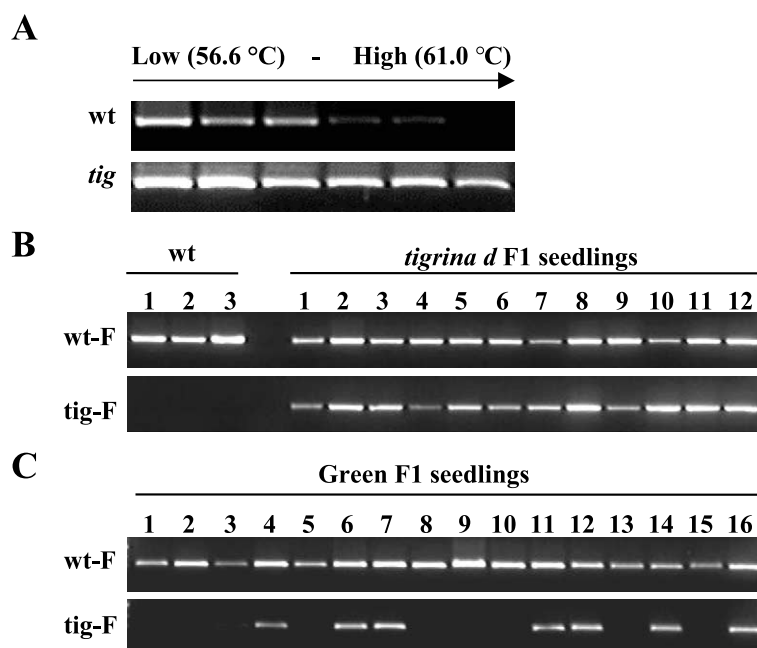 A
Low (56.6 °C) - High (61.0 °C)
wt
tig
B
wt tigrina d F1 seedlings
1 2 3 1 2 3 4 5 6 7 8 9 10 11 12
wt-F
tig-F
C
Green F1 seedlings
1 2 3 4 5 6 7 8 9 10 11 12 13 14 15 16
wt-F
tig-F